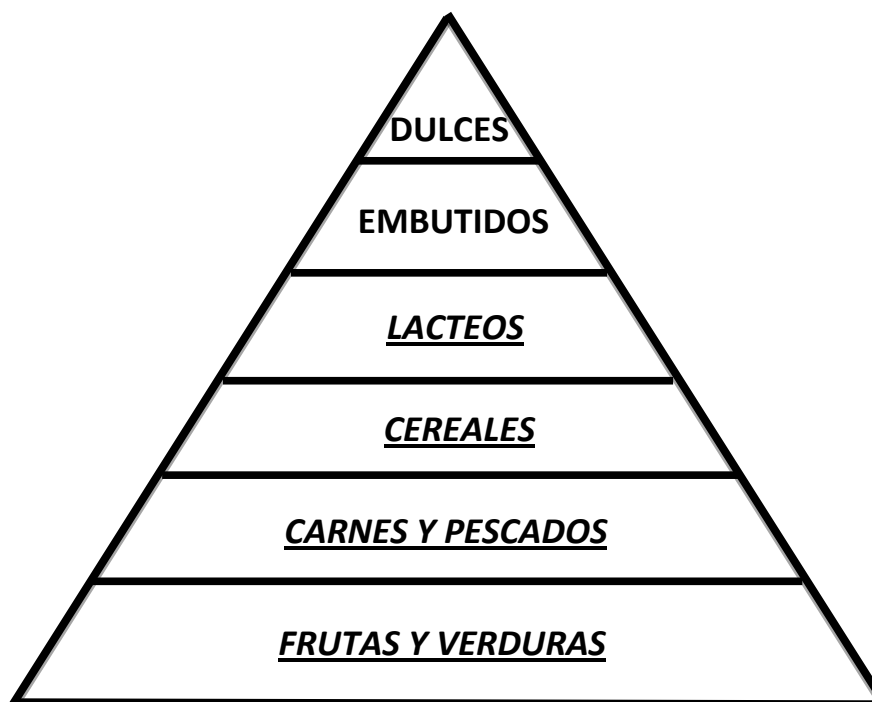 DULCES
EMBUTIDOS
LACTEOS
CEREALES
CARNES Y PESCADOS
FRUTAS Y VERDURAS